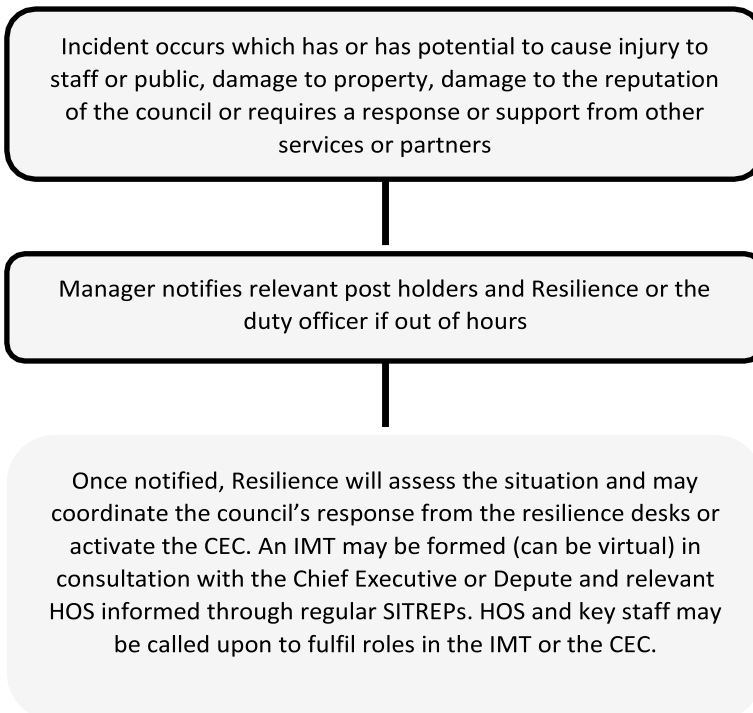 Incident occurs which has or has potential to cause injury to
staff or public, damage to property, damage to the reputation
of the council or requires a response or support from other
services or partners
Manager notifies relevant post holders and Resilience or the
duty officer if out of hours
Once notified, Resilience will assess the situation and may
coordinate the council’s response from the resilience desks or
activate the CEC. An IMT may be formed (can be virtual) in
consultation with the Chief Executive or Depute and relevant
HOS informed through regular SITREPs. HOS and key staff may
be called upon to fulfil roles in the IMT or the CEC.